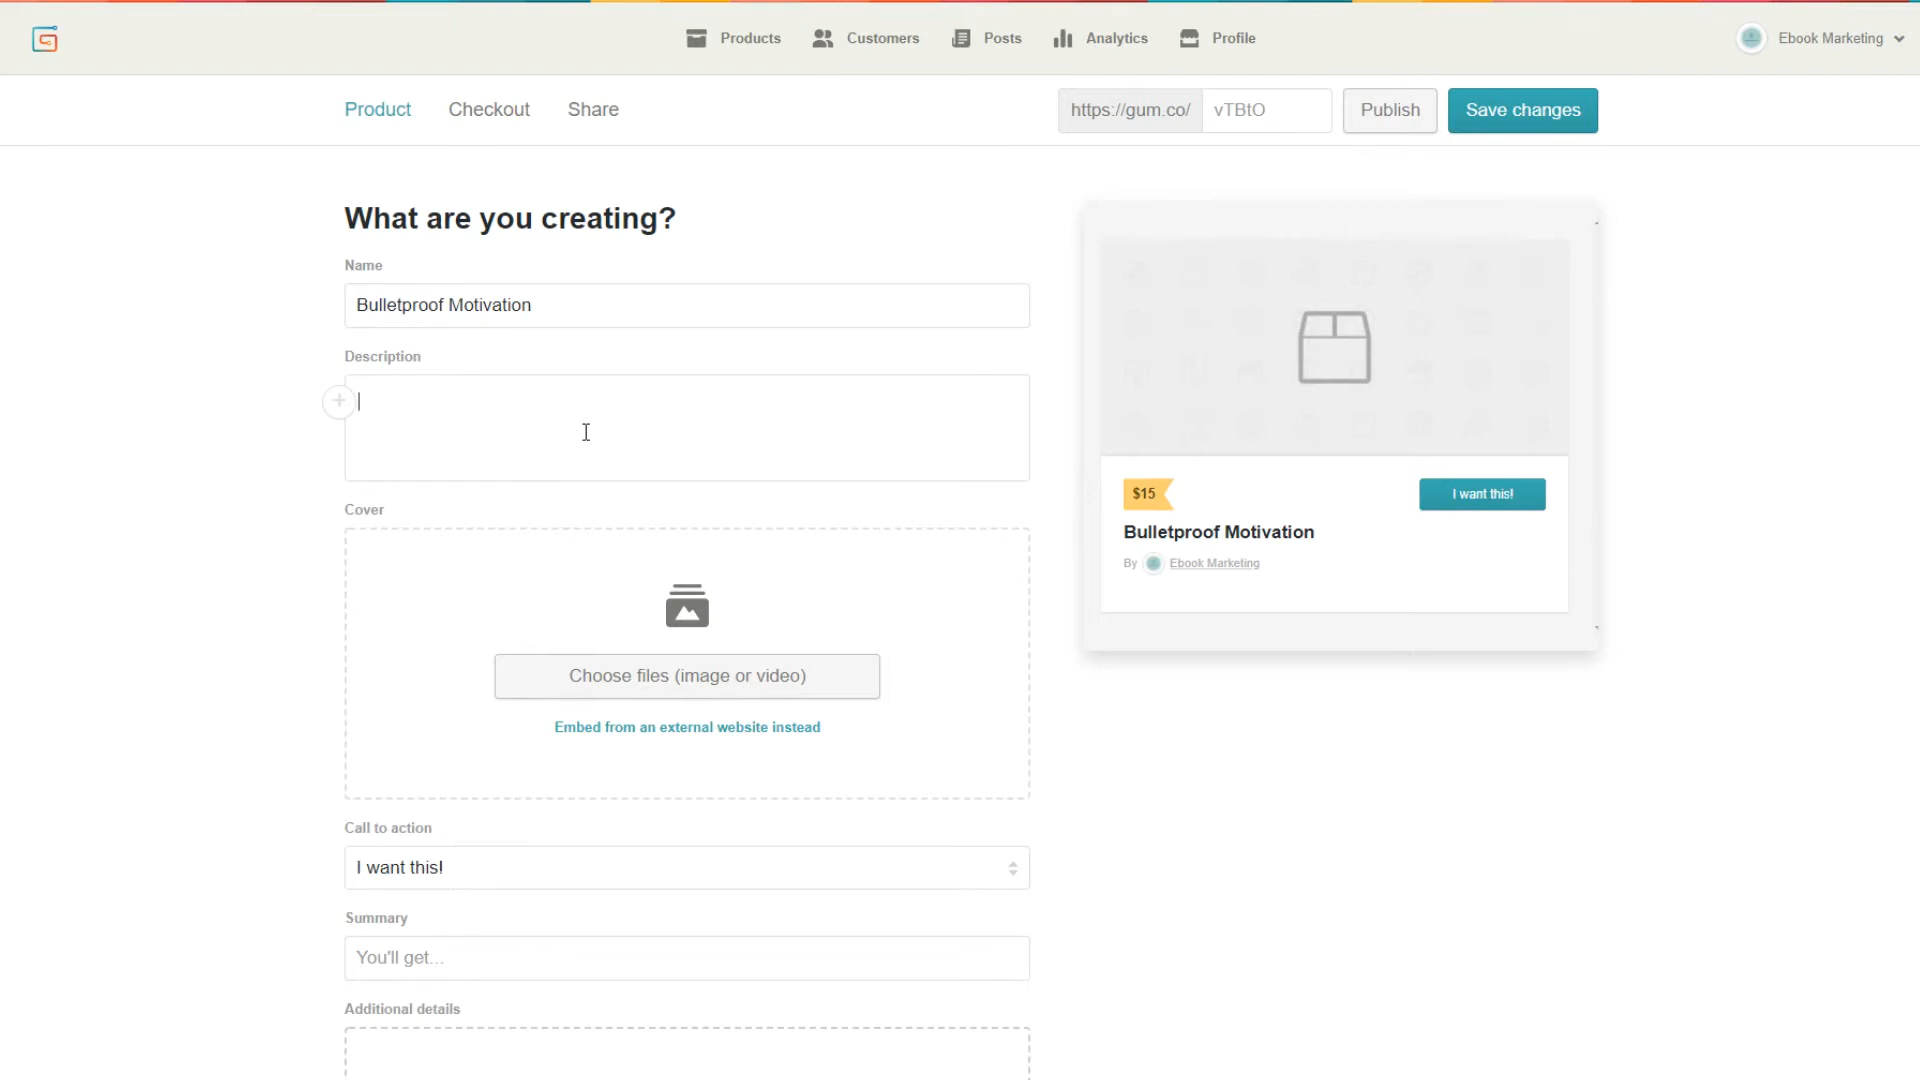 Products
Customers
Posts
Analytics
Profile
Ebook Marketing
Product
Checkout
Share
https://gum.co/
vTBtO
Publish
Save changes
What are you creating?
Name
Bulletproof Motivation
Description
Cover
Choose files (image or video)
Embed from an external website instead
Call to action
I want this!
Summary
You'll get...
Additional details
$15
I want this!
Bulletproof Motivation
By Ebook Marketing